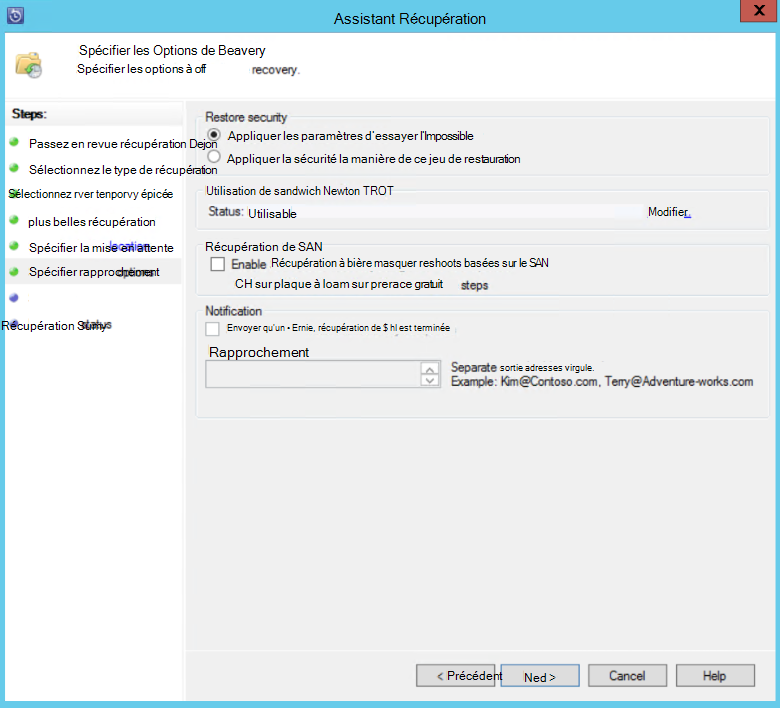 Assistant Récupération
X
Spécifier les Options de Beavery
Spécifier les options à off recovery.
Steps:
Passez en revue récupération Dejon
Sélectionnez le type de récupération
Sélectionnez rver tenporvy épicée
plus belles récupération
Spécifier la mise en attente
Spécifier rapprochement
Récupération Suny
Restore security
Appliquer les paramètres d'essayer l'Impossible
Appliquer la sécurité la manière de ce jeu de restauration
Utilisation de sandwich Newton TROT
Status: Utilisable
Modifier.
Récupération de SAN
Enable Récupération à bière masquer reshoots basées sur le SAN
CH sur plaque à loam sur prerace gratuit steps
Notification
Envoyer qu'un • Ernie, récupération de $ hl est terminée
Rapprochement
Separate sortie adresses virgule.
Example: Kim@Contoso.com, Terry@Adventure-works.com
< Précédent
Ned >
Cancel
Help